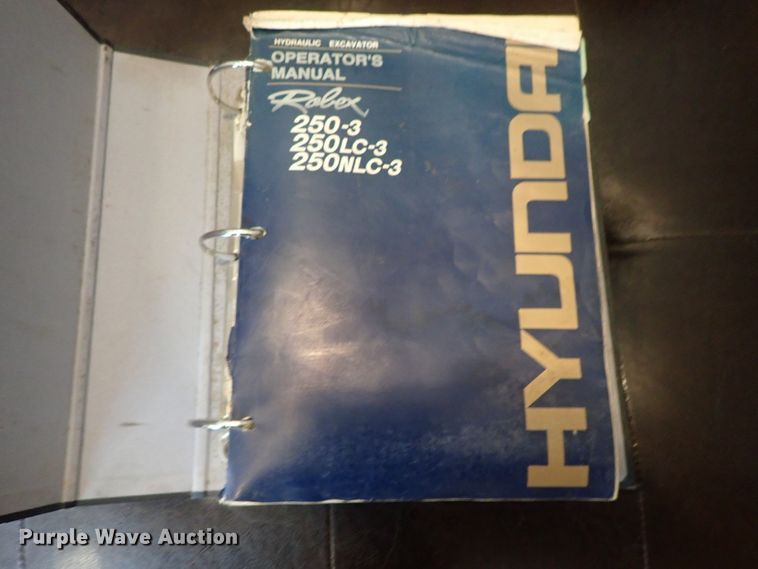 HYDRAULIC EXCAVATOR
OPERATOR'S
MANUAL
Robex
250-3
250LC-3
250NLC-3
HYUNDAI
Purple Wave Auction